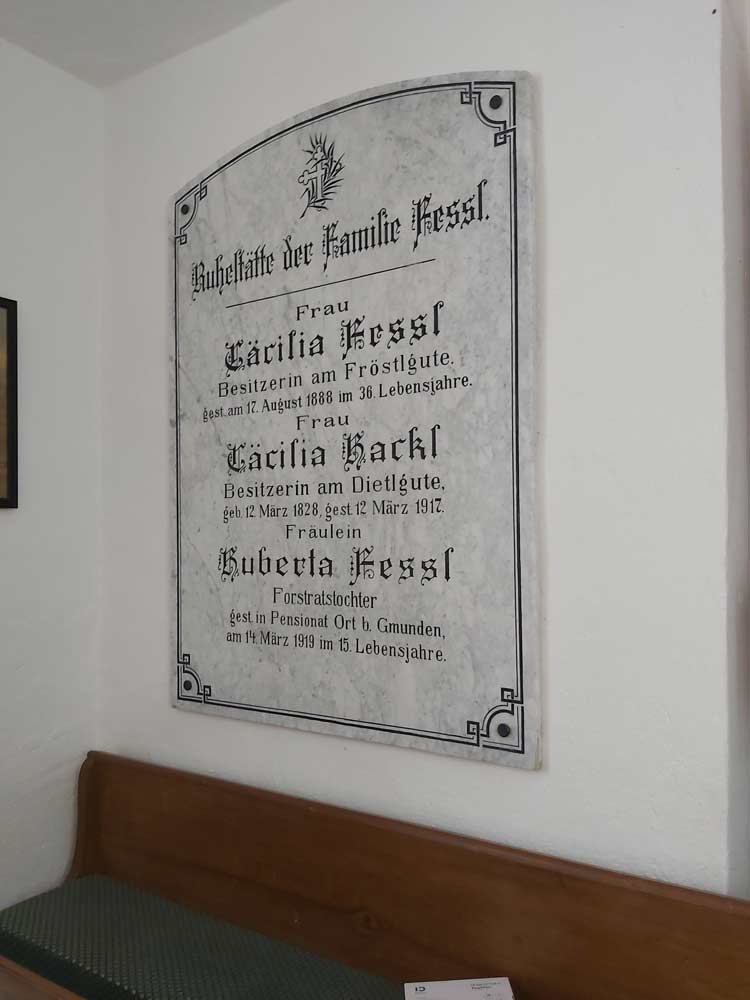 Ruhestätte der Familie Fessl.
Frau
Cäcilia Fessl
Besitzerin am Fröstlgute.
gest. am 17. August 1888 im 36. Lebensjahre.
Frau
Cäcilia Hackl
Besitzerin am Dietlgute,
geb. 12. März 1828, gest. 12 März 1917.
Fräulein
Huberta Fessl
Forstratstochter
gest. in Pensionat Ort b. Gmunden,
am 14. März 1919 im 15. Lebensjahre.